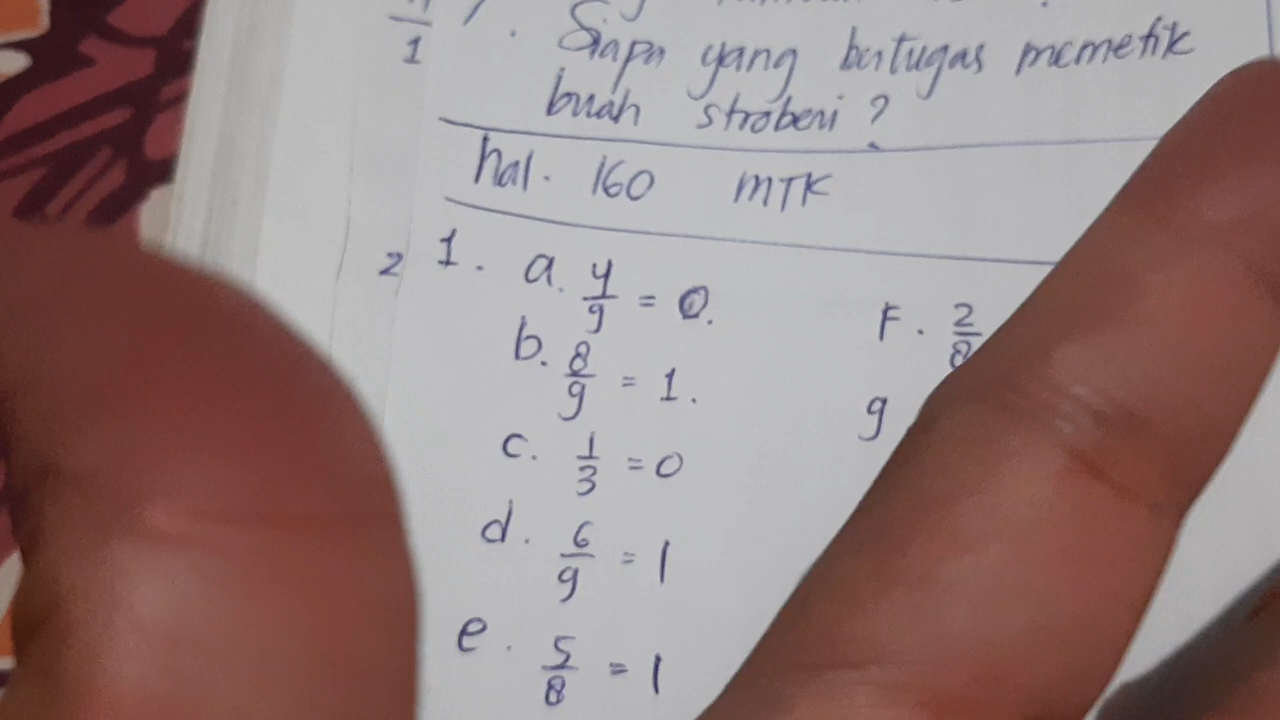 1
Siapa yang bertugas memetik
buah stroberi ?
hal. 160 MTK
2 1. a. 4/9 = 0.
F. 2/8
b. 8/9 = 1.
g
c. 1/3 = 0
d. 6/9 = 1
e. 5/8 = 1